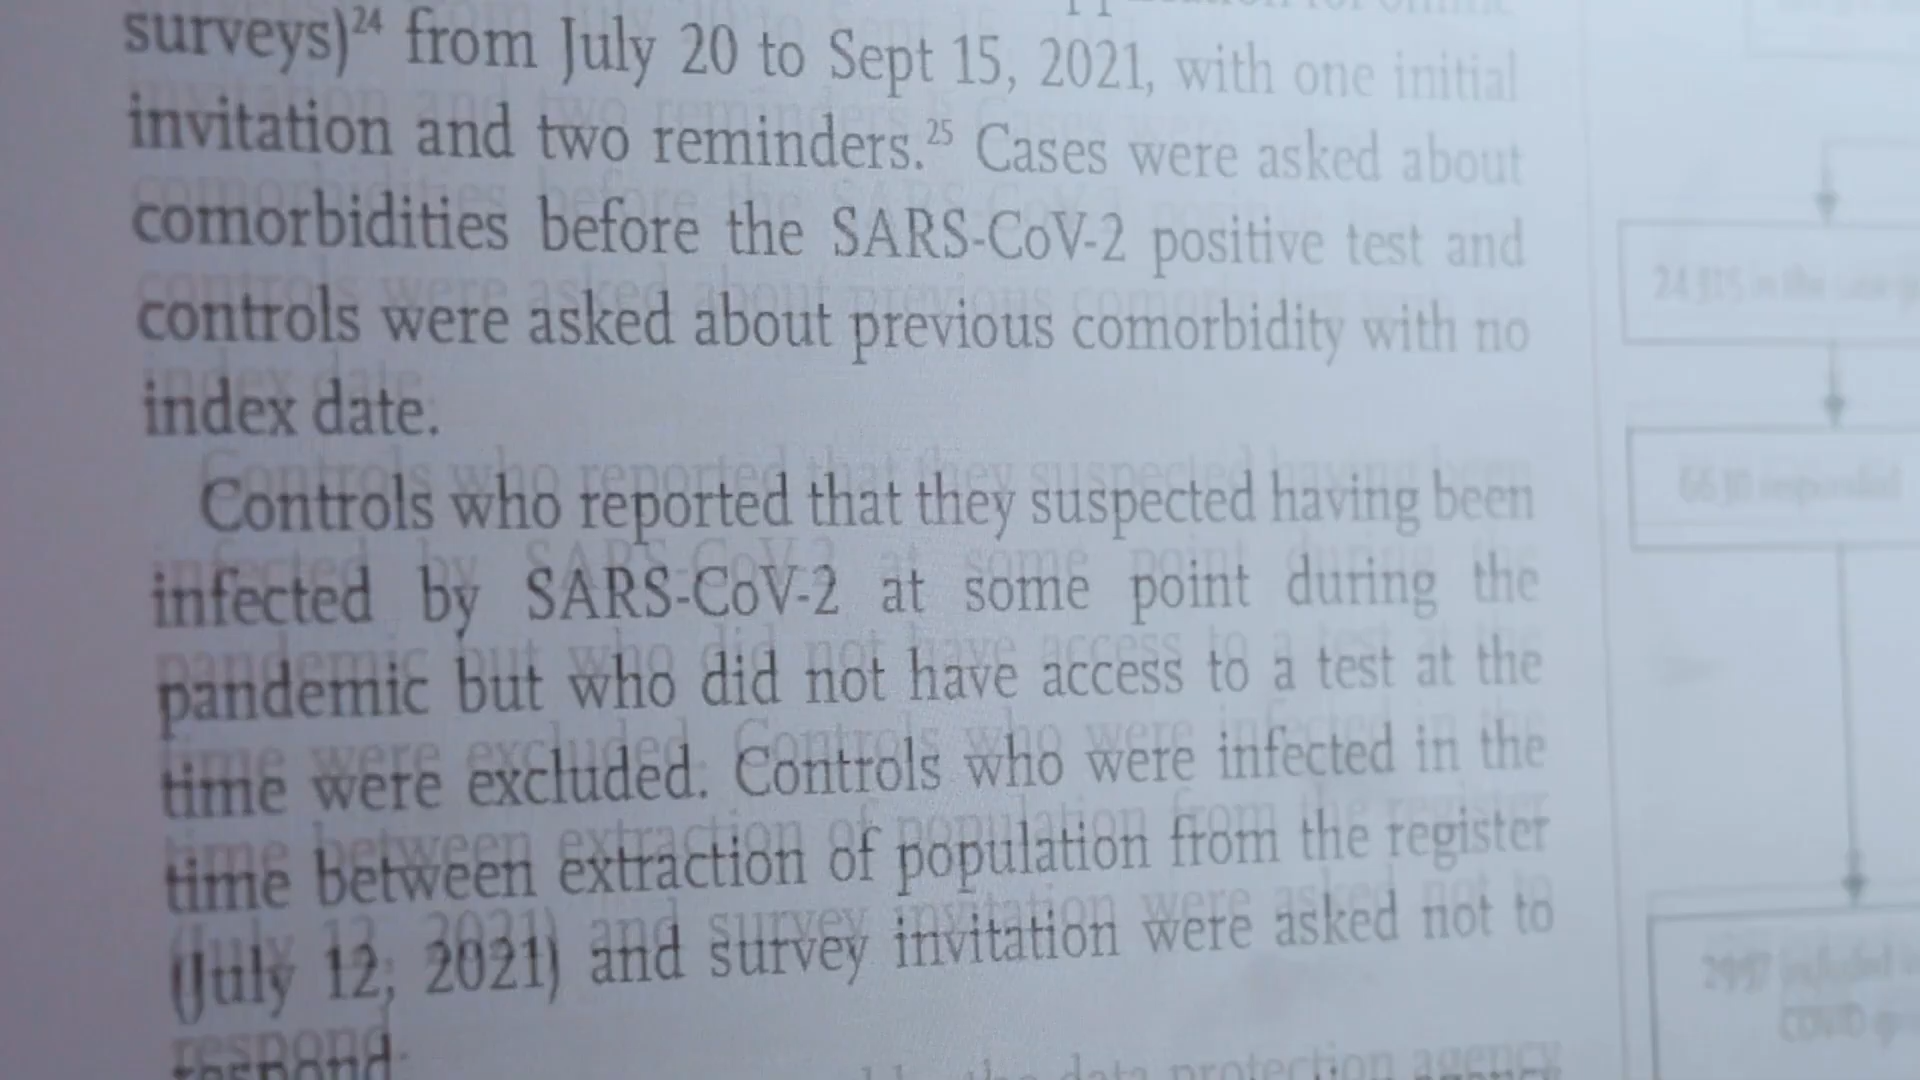 surveys)²⁴ from July 20 to Sept 15, 2021, with one initial
invitation and two reminders.²⁵ Cases were asked about
comorbidities before the SARS-CoV-2 positive test and
controls were asked about previous comorbidity with no
index date.
Controls who reported that they suspected having been
infected by SARS-CoV-2 at some point during the
pandemic but who did not have access to a test at the
time were excluded. Controls who were infected in the
time between extraction of population from the register
(July 12, 2021) and survey invitation were asked not to
respond.
the data protection agency